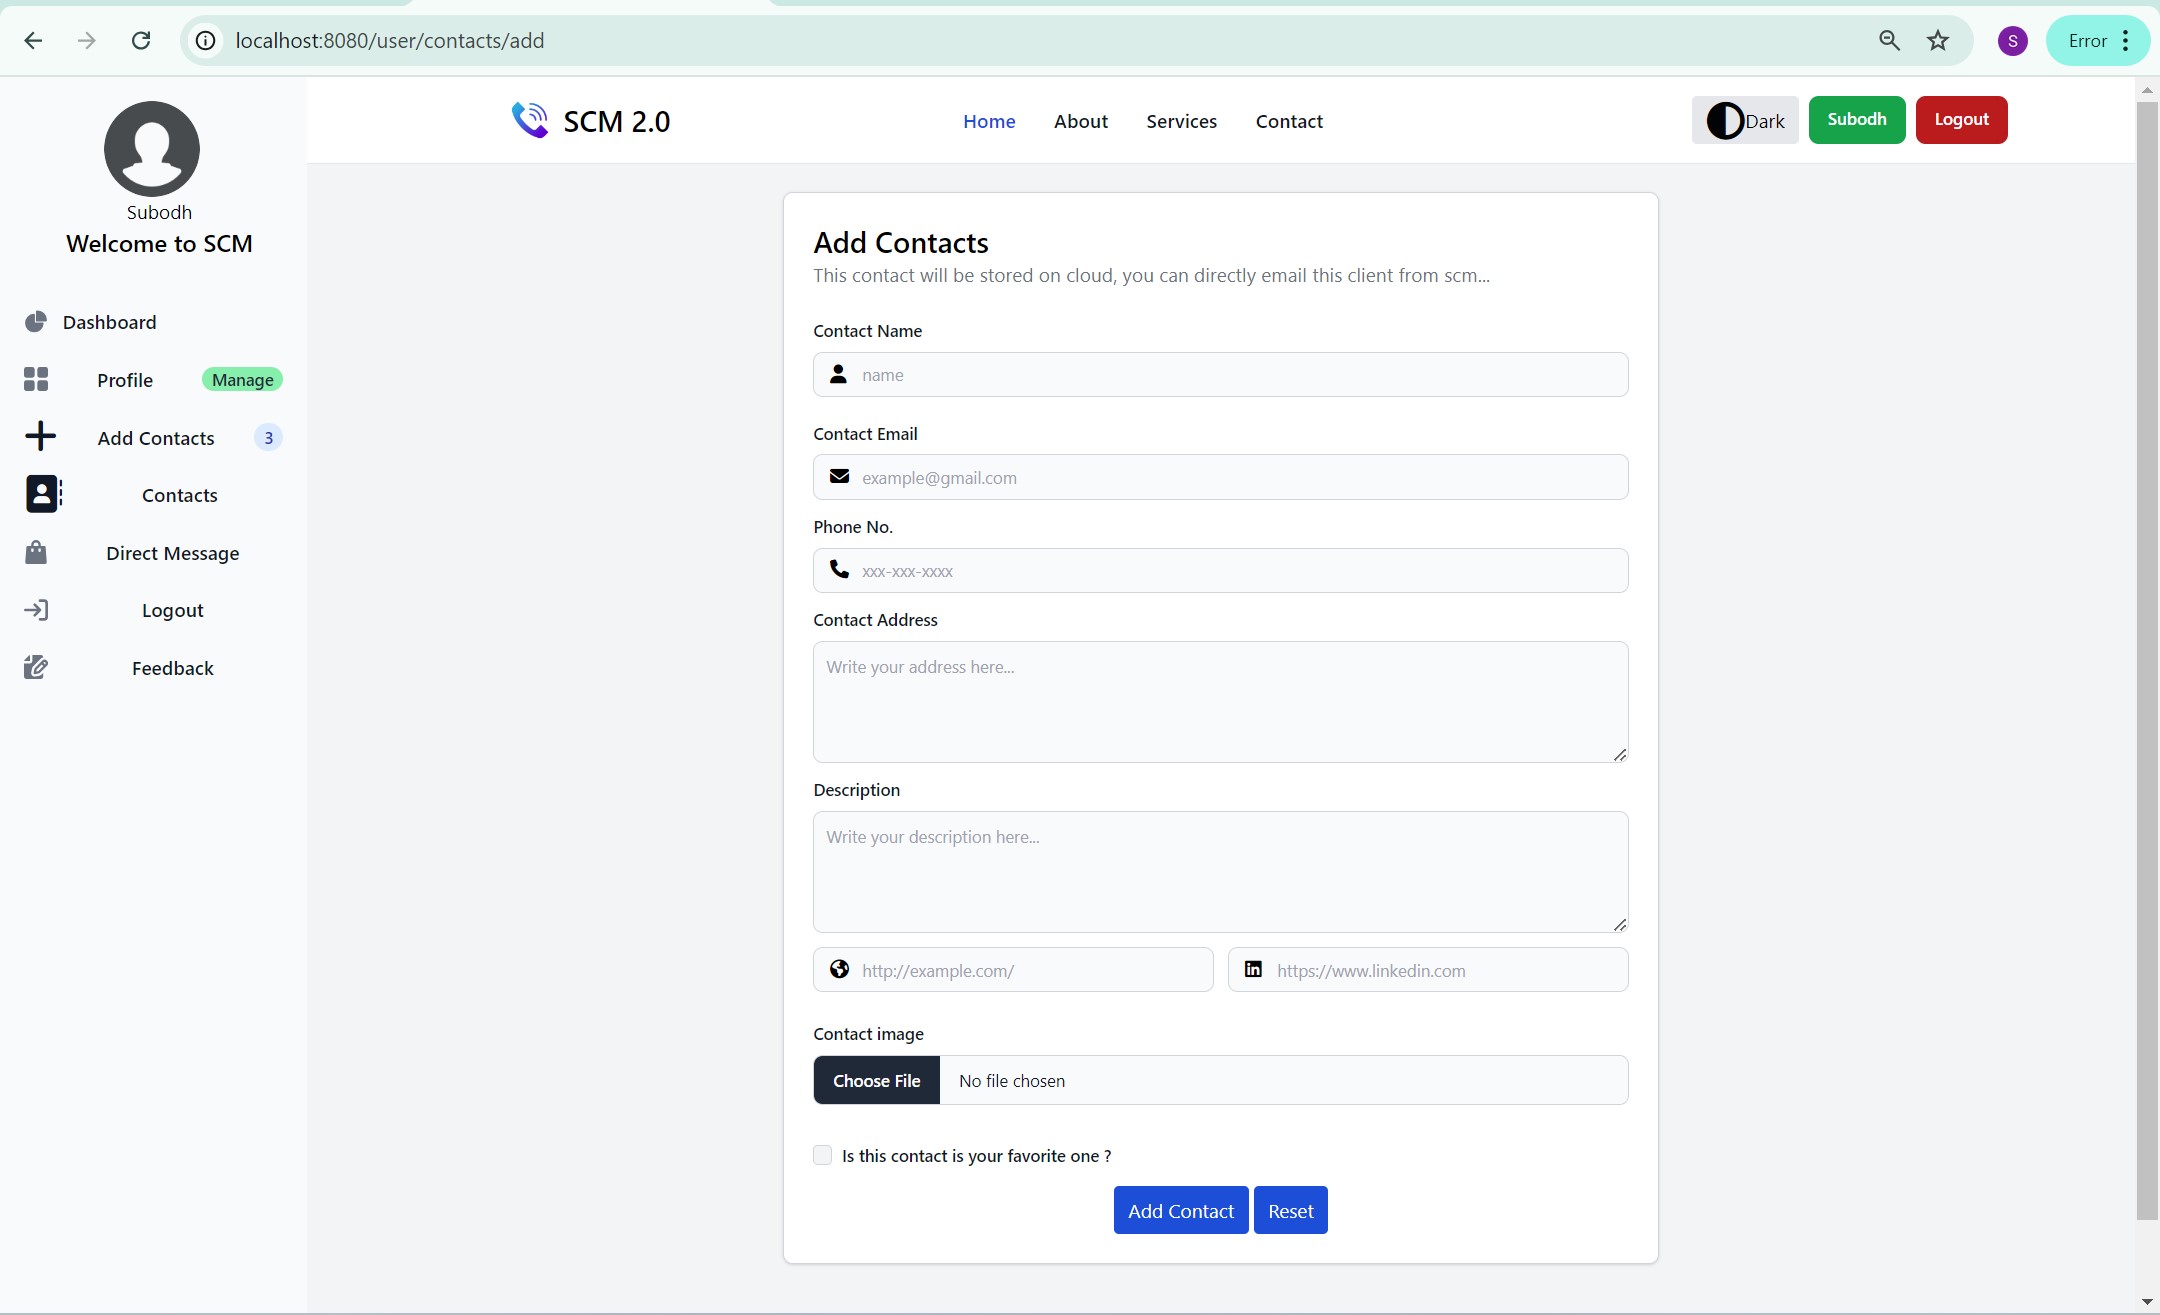 localhost:8080/user/contacts/add
S
Error
SCM 2.0
Home
About
Services
Contact
Dark
Subodh
Logout
Subodh
Welcome to SCM
Dashboard
Profile
Manage
Add Contacts
3
Contacts
Direct Message
Logout
Feedback
Add Contacts
This contact will be stored on cloud, you can directly email this client from scm...
Contact Name
name
Contact Email
example@gmail.com
Phone No.
xxx-xxx-xxxx
Contact Address
Write your address here...
Description
Write your description here...
http://example.com/
in
https://www.linkedin.com
Contact image
Choose File
No file chosen
Is this contact is your favorite one ?
Add Contact
Reset